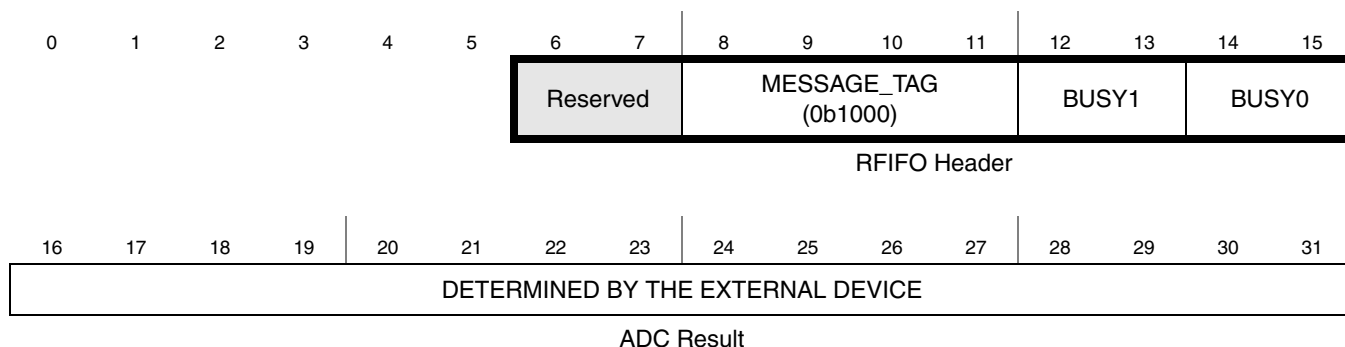 0 1 2 3 4 5 6 7 8 9 10 11 12 13 14 15
Reserved MESSAGE_TAG (0b1000) BUSY1 BUSY0
RFIFO Header
16 17 18 19 20 21 22 23 24 25 26 27 28 29 30 31
DETERMINED BY THE EXTERNAL DEVICE
ADC Result